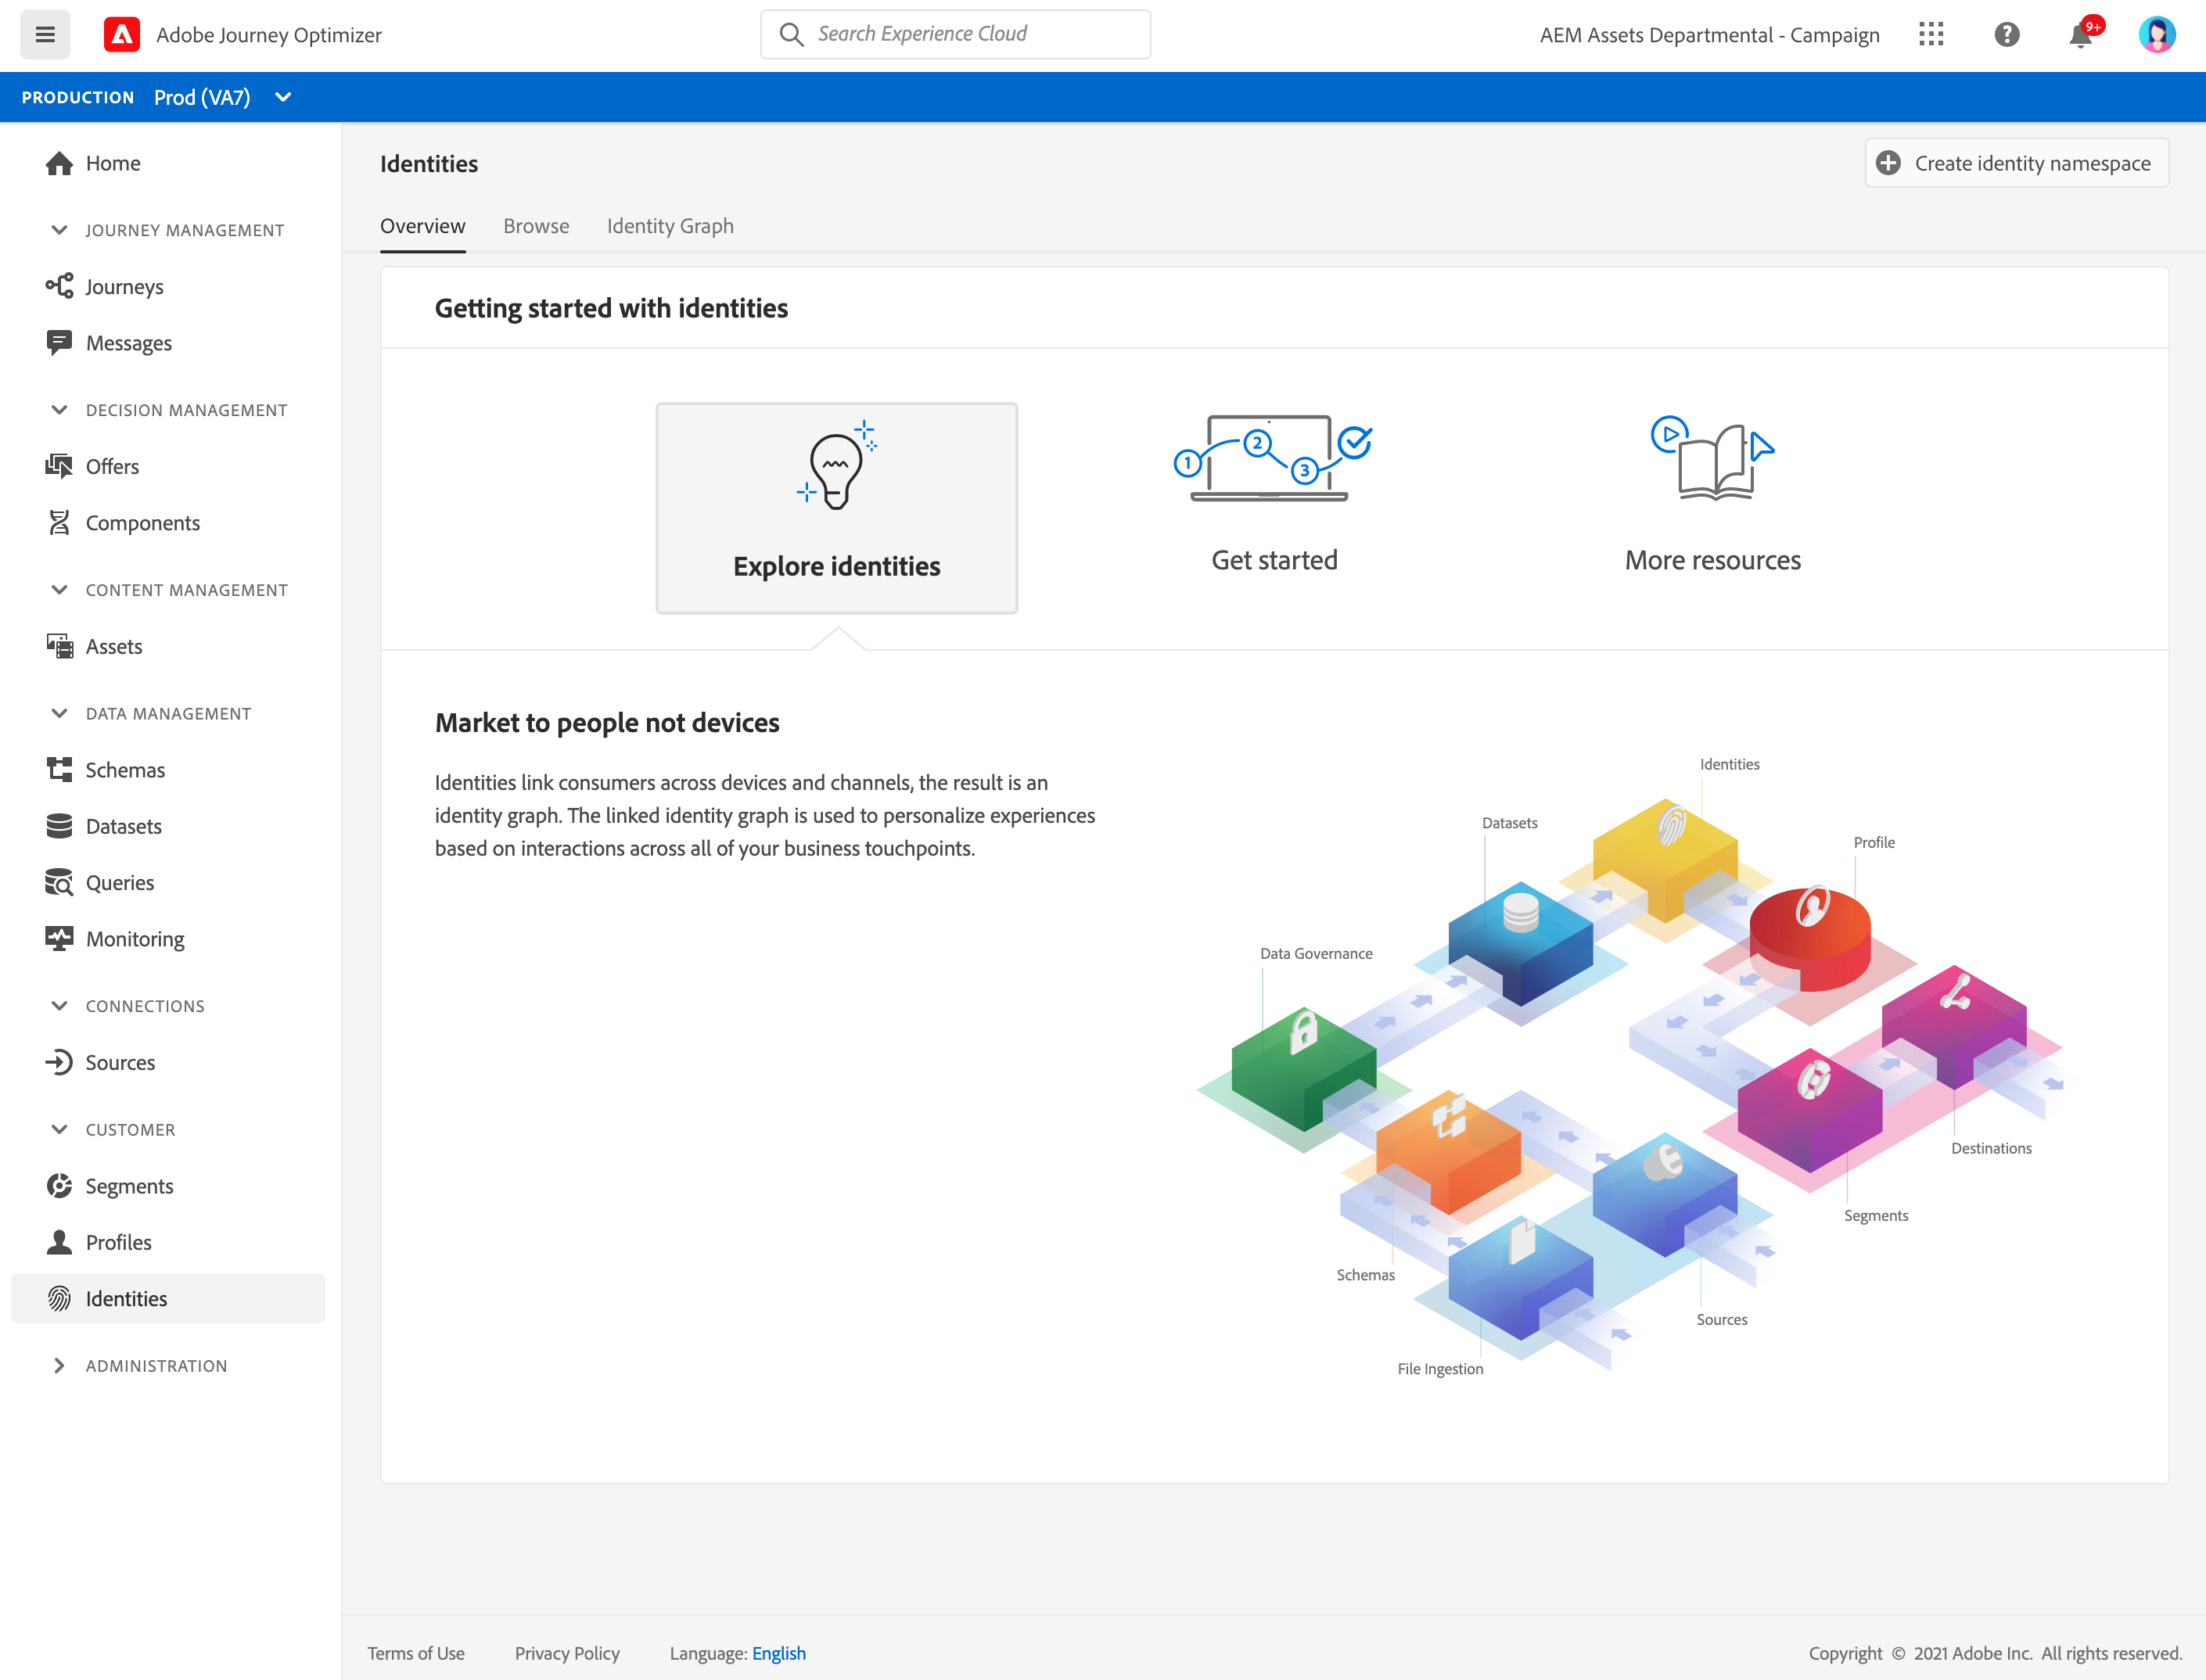 Adobe Journey Optimizer
Search Experience Cloud
AEM Assets Departmental - Campaign
9+
PRODUCTION Prod (VA7)
Home
JOURNEY MANAGEMENT
Journeys
Messages
DECISION MANAGEMENT
Offers
Components
CONTENT MANAGEMENT
Assets
DATA MANAGEMENT
Schemas
Datasets
Queries
Monitoring
CONNECTIONS
Sources
CUSTOMER
Segments
Profiles
Identities
ADMINISTRATION
Identities
Create identity namespace
Overview Browse Identity Graph
Getting started with identities
1 2 3
Explore identities
Get started
More resources
Market to people not devices
Identities link consumers across devices and channels, the result is an
identity graph. The linked identity graph is used to personalize experiences
based on interactions across all of your business touchpoints.
Identities
Datasets
Profile
Data Governance
Destinations
Segments
Schemas
Sources
File Ingestion
Terms of Use Privacy Policy Language: English
Copyright © 2021 Adobe Inc. All rights reserved.